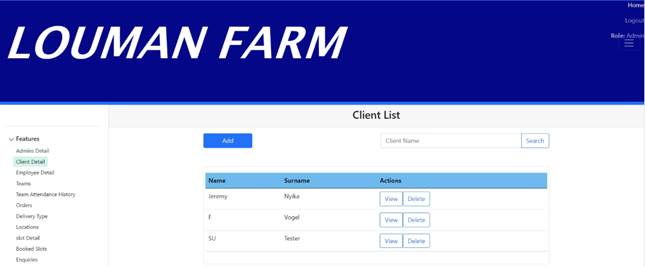 Home
Logout
LOUMAN FARM
Role: Admin
Client List
Features
Admins Detail
Client Detail
Employee Detail
Teams
Team Attendance History
Orders
Delivery Type
Locations
slot Detail
Booked Slots
Enquiries
Add
Client Name
Search
Name Surname Actions
Jeremy Nyika View Delete
F Vogel View Delete
SU Tester View Delete